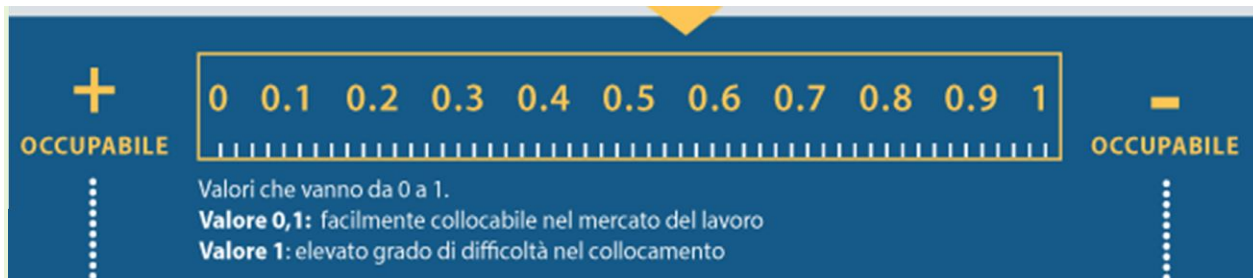 +
OCCUPABILE
0 0.1 0.2 0.3 0.4 0.5 0.6 0.7 0.8 0.9 1
-
OCCUPABILE
Valori che vanno da 0 a 1.
Valore 0,1: facilmente collocabile nel mercato del lavoro
Valore 1: elevato grado di difficoltà nel collocamento